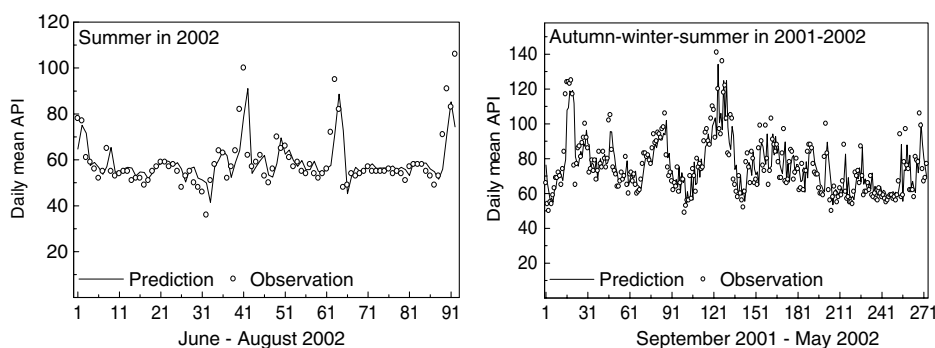 120
100
80
60
40
20
0
Daily mean API
Summer in 2002
Prediction
Observation
1 11 21 31 41 51 61 71 81 91
June - August 2002
140
120
100
80
60
40
20
0
Daily mean API
Autumn-winter-summer in 2001-2002
Prediction
Observation
1 31 61 91 121 151 181 211 241 271
September 2001 - May 2002